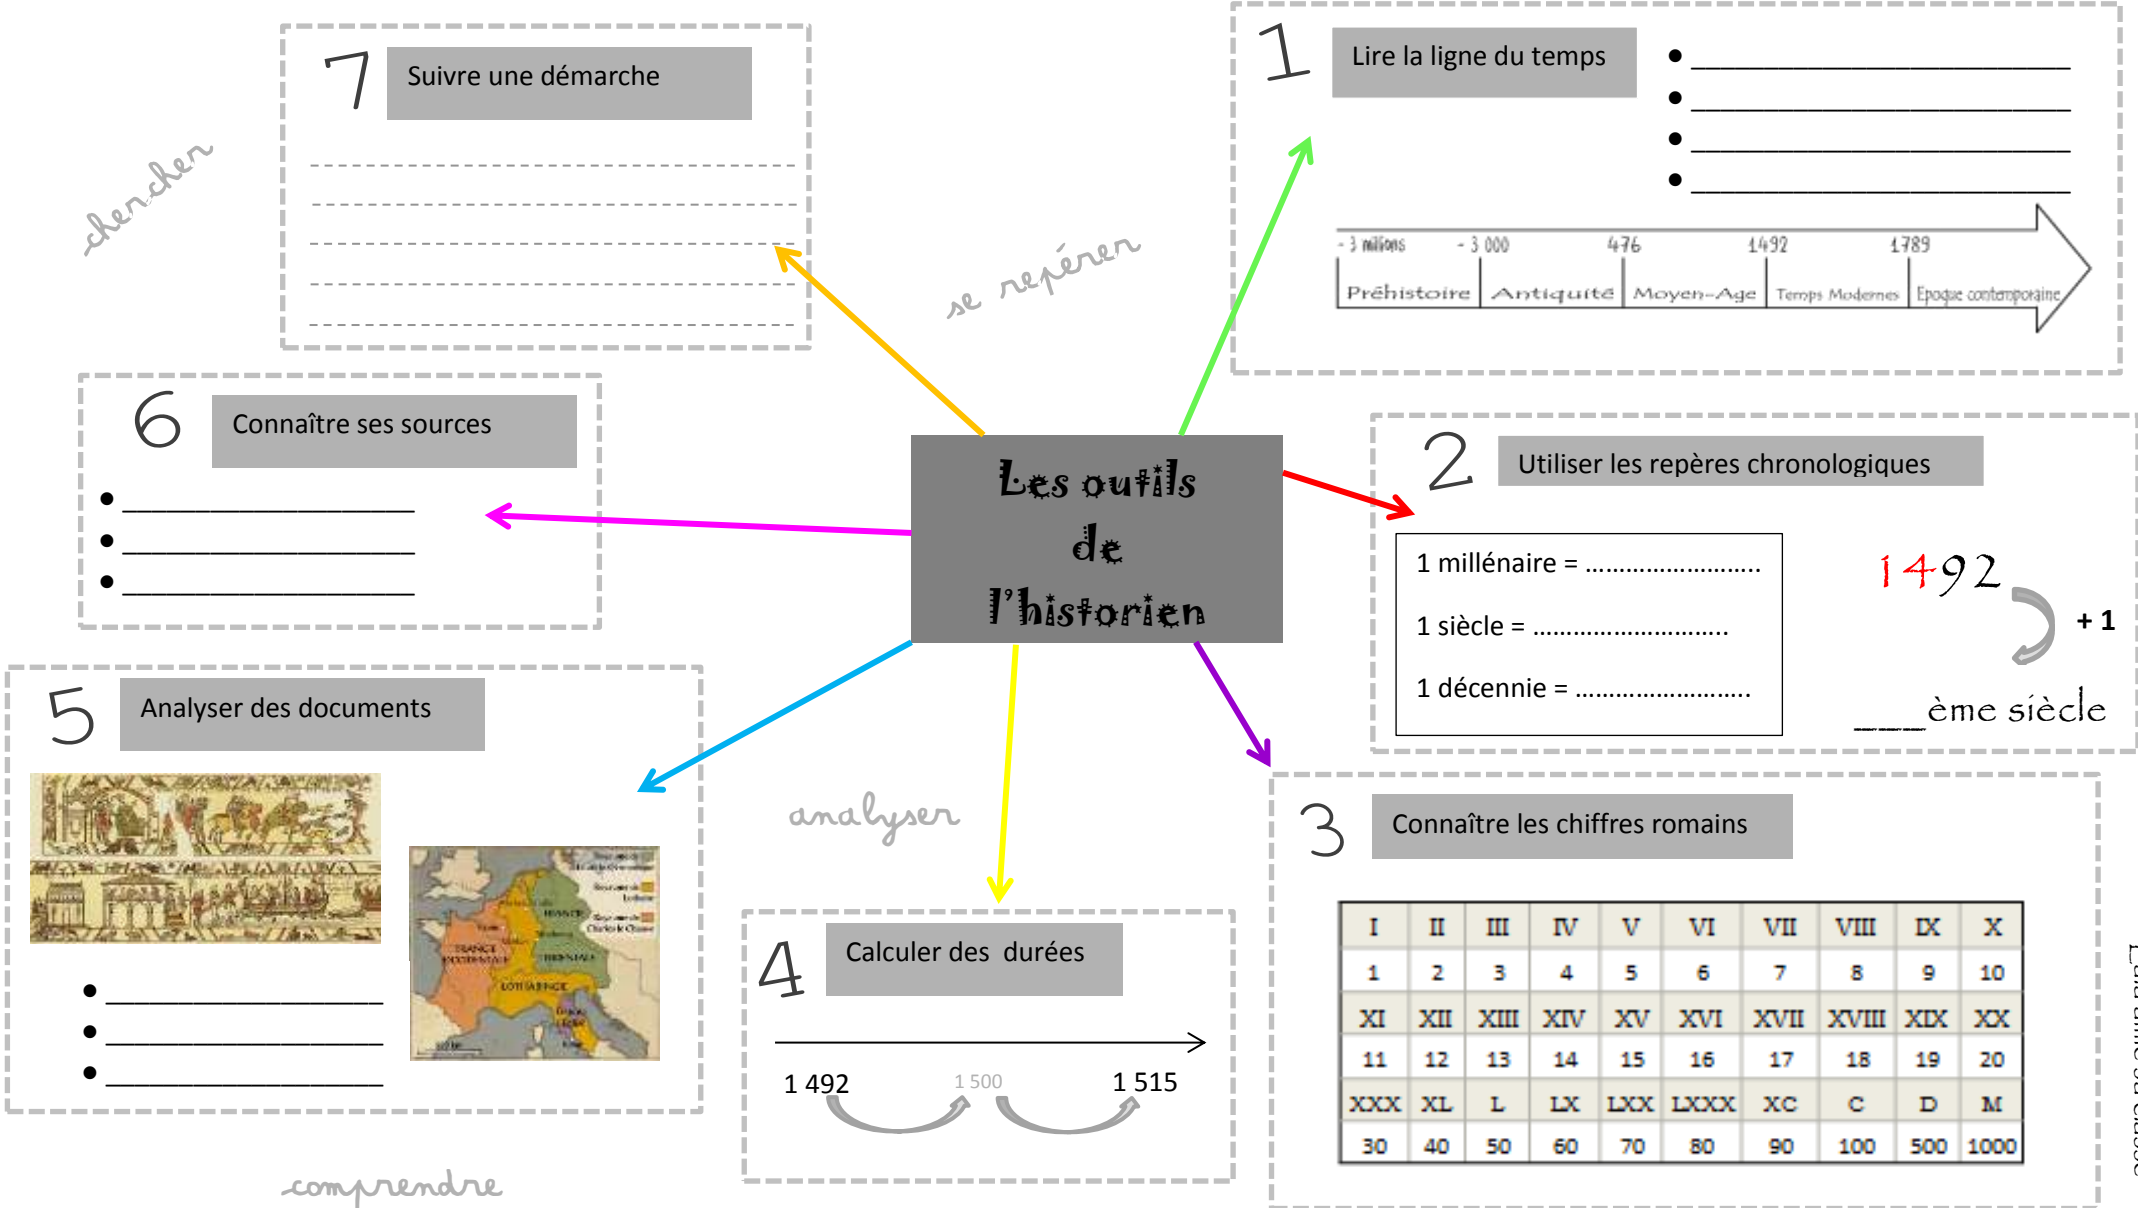 Les outils
de
l'historien
1 Lire la ligne du temps
- 3 millions - 3 000 476 1492 1789
Préhistoire Antiquité Moyen-Age Temps Modernes Epoque contemporaine
2 Utiliser les repères chronologiques
1 millénaire = ……………………..
1 siècle = ………………………..
1 décennie = ……………………..
1492
+ 1
____ème siècle
3 Connaître les chiffres romains
I II III IV V VI VII VIII IX X
1 2 3 4 5 6 7 8 9 10
XI XII XIII XIV XV XVI XVII XVIII XIX XX
11 12 13 14 15 16 17 18 19 20
XXX XL L LX LXX LXXX XC C D M
30 40 50 60 70 80 90 100 500 1000
4 Calculer des durées
1 492 1 500 1 515
5 Analyser des documents
FRANCE
OCCIDENTALE
LOTHARINGIE
6 Connaître ses sources
7 Suivre une démarche
chercher
se repérer
analyser
comprendre